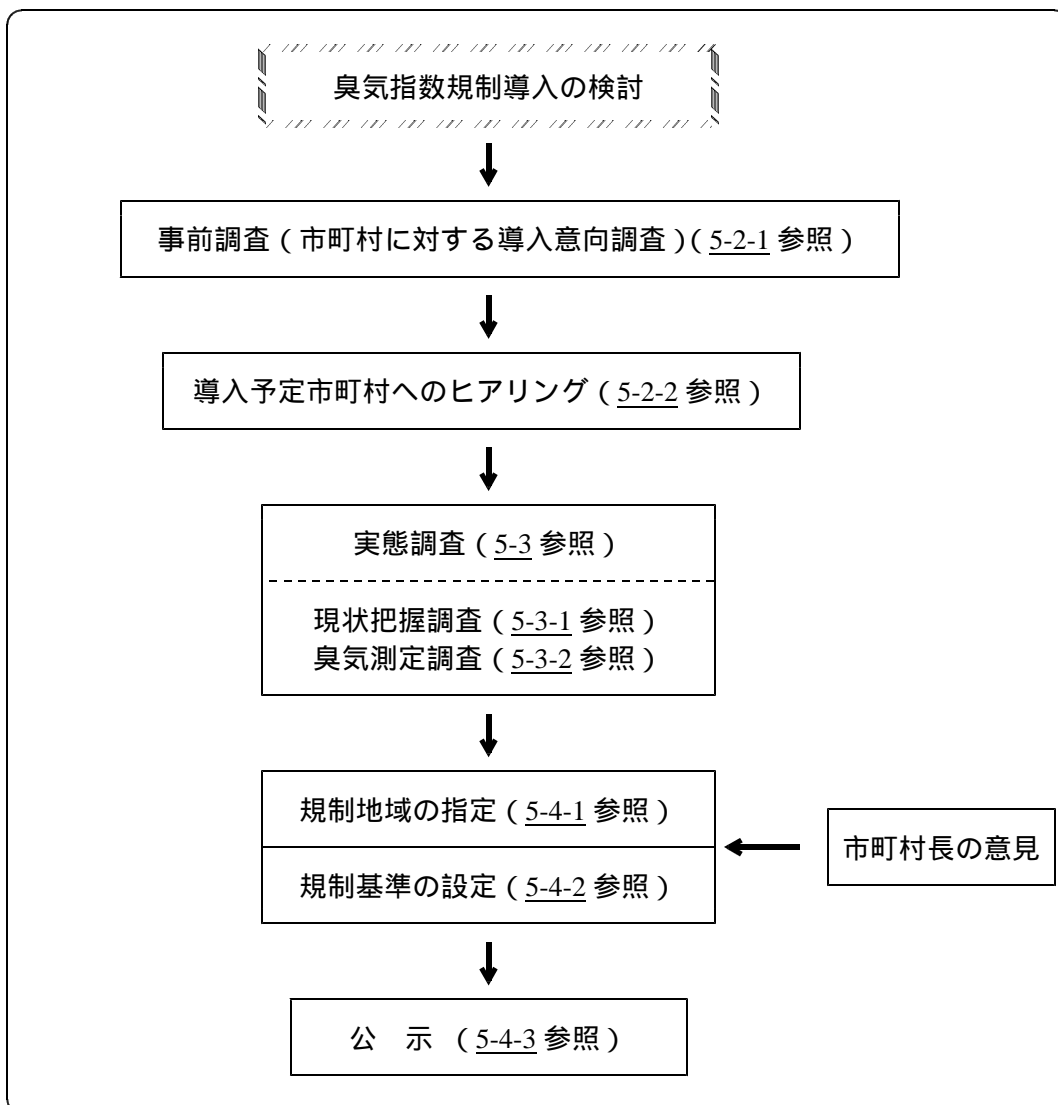 臭気指数規制導入の検討
事前調査（市町村に対する導入意向調査）（5-2-1 参照）
導入予定市町村へのヒアリング（5-2-2 参照）
実態調査（5-3 参照）
現状把握調査（5-3-1 参照）
臭気測定調査（5-3-2 参照）
規制地域の指定（5-4-1 参照）
市町村長の意見
規制基準の設定（5-4-2 参照）
公　示 （5-4-3 参照）